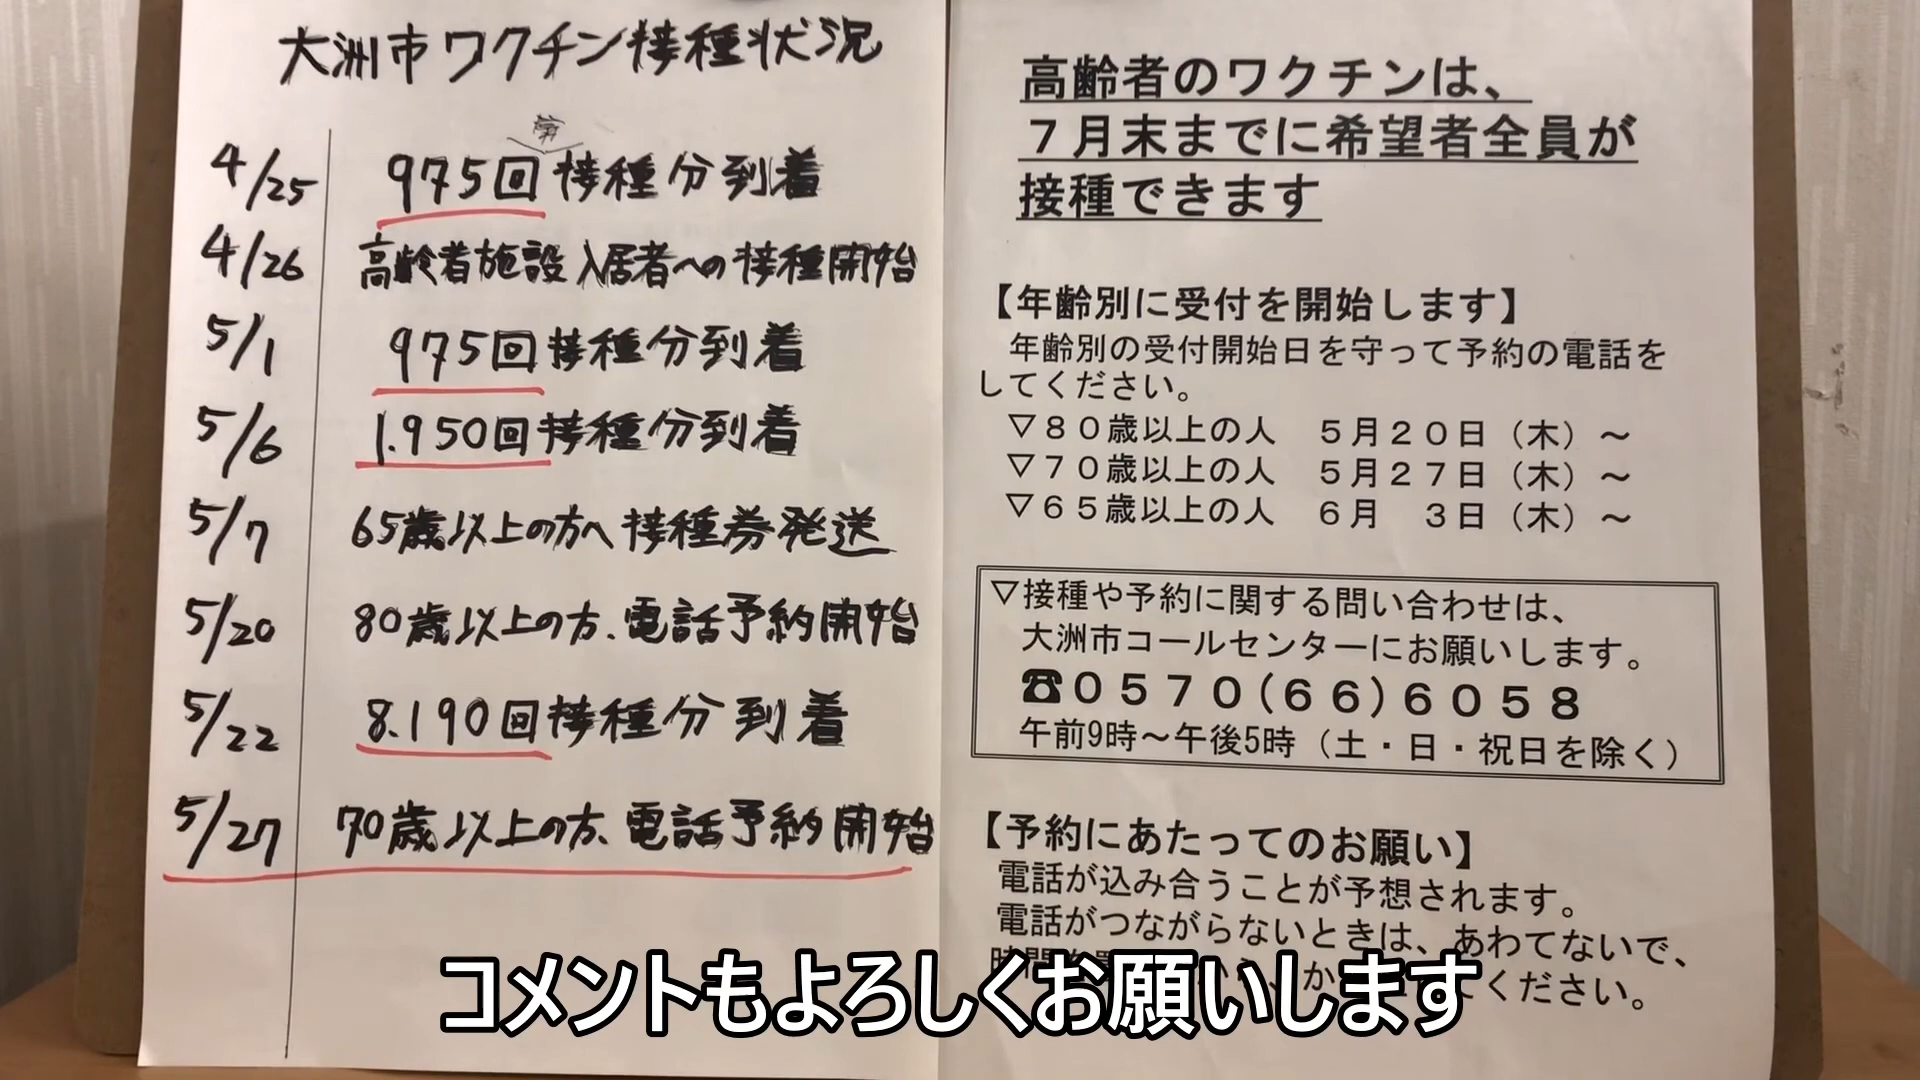 大洲市ワクチン接種状況
4/25 975回接種分到着
4/26 高齢者施設入居者への接種開始
5/1 975回接種分到着
5/6 1.950回接種分到着
5/7 65歳以上の方へ接種券発送
5/20 80歳以上の方、電話予約開始
5/22 8.190回接種分到着
5/27 70歳以上の方、電話予約開始
高齢者のワクチンは、
７月末までに希望者全員が
接種できます
【年齢別に受付を開始します】
年齢別の受付開始日を守って予約の電話を
してください。
▽８０歳以上の人　５月２０日（木）～
▽７０歳以上の人　５月２７日（木）～
▽６５歳以上の人　６月　３日（木）～
▽接種や予約に関する問い合わせは、
大洲市コールセンターにお願いします。
☎０５７０(６６)６０５８
午前9時～午後5時（土・日・祝日を除く）
【予約にあたってのお願い】
電話が込み合うことが予想されます。
電話がつながらないときは、あわてないで、
ください。
コメントもよろしくお願いします